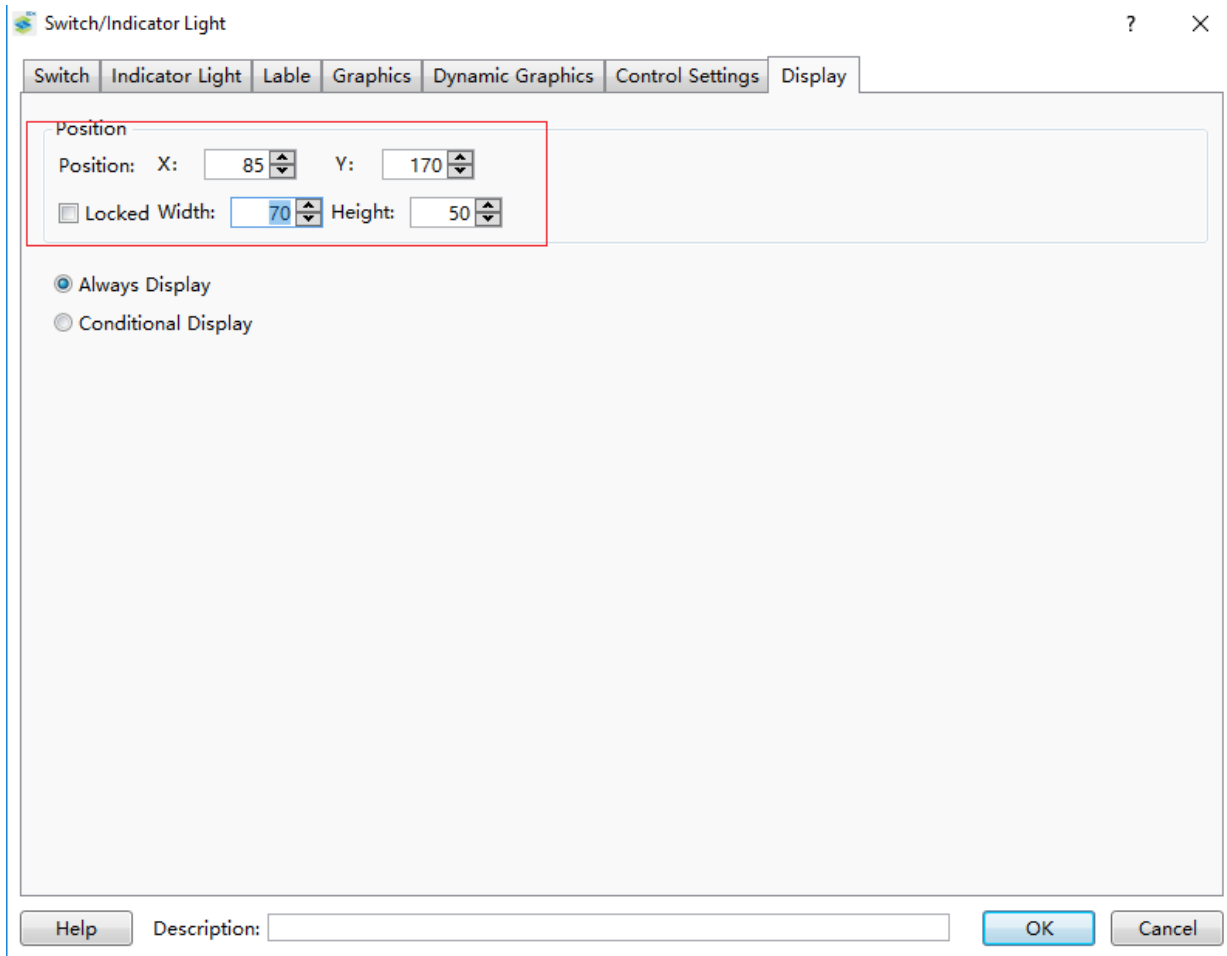 Switch/Indicator Light ?
Switch Indicator Light Lable Graphics Dynamic Graphics Control Settings Display
Position
Position: X: 85 Y: 170
Locked Width: 70 Height: 50
Always Display
Conditional Display
Help Description: OK Cancel